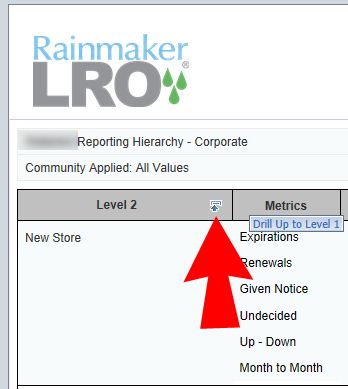 Rainmaker
LRO®
Reporting Hierarchy - Corporate
Community Applied: All Values
Level 2 Metrics
Drill Up to Level 1
New Store Expirations
Renewals
Given Notice
Undecided
Up - Down
Month to Month